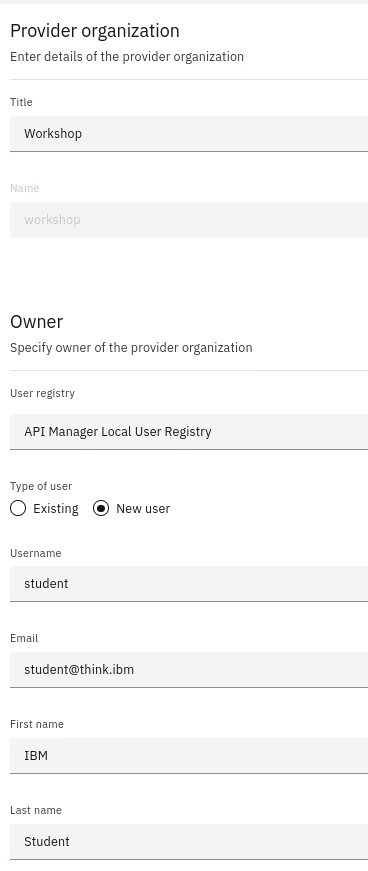 Provider organization
Enter details of the provider organization
Title
Workshop
Name
workshop
Owner
Specify owner of the provider organization
User registry
API Manager Local User Registry
Type of user
Existing New user
Username
student
Email
student@think.ibm
First name
IBM
Last name
Student